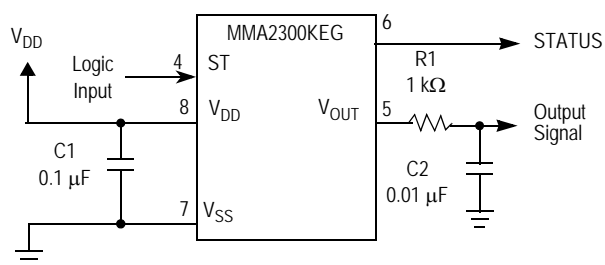 MMA2300KEG
6
V_DD
STATUS
Logic
Input
4
ST
R1
1 kΩ
8
V_DD
V_OUT
5
Output
Signal
C1
0.1 μF
C2
0.01 μF
7
V_SS